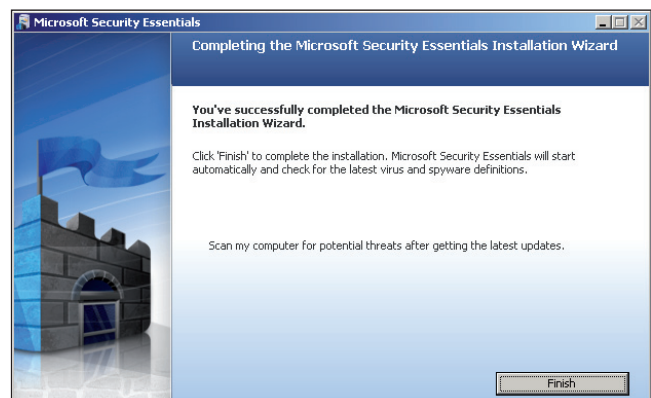 Microsoft Security Essentials
Completing the Microsoft Security Essentials Installation Wizard
You've successfully completed the Microsoft Security Essentials
Installation Wizard.
Click 'Finish' to complete the installation. Microsoft Security Essentials will start
automatically and check for the latest virus and spyware definitions.
Scan my computer for potential threats after getting the latest updates.
Finish